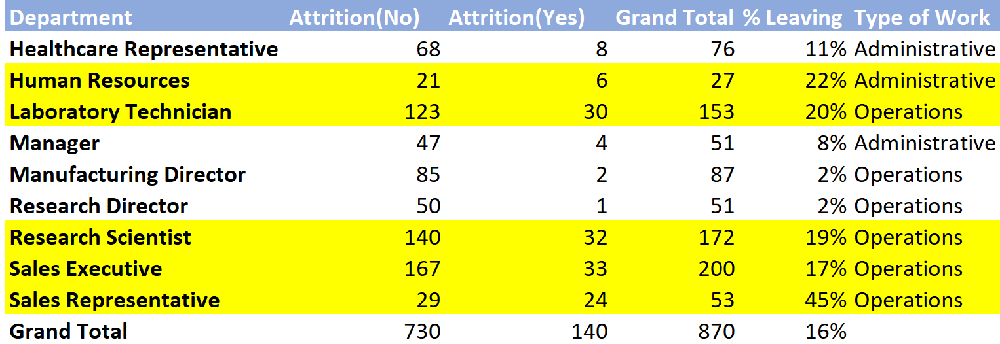 Department Attrition(No) Attrition(Yes) Grand Total % Leaving Type of Work
Healthcare Representative 68 8 76 11% Administrative
Human Resources 21 6 27 22% Administrative
Laboratory Technician 123 30 153 20% Operations
Manager 47 4 51 8% Administrative
Manufacturing Director 85 2 87 2% Operations
Research Director 50 1 51 2% Operations
Research Scientist 140 32 172 19% Operations
Sales Executive 167 33 200 17% Operations
Sales Representative 29 24 53 45% Operations
Grand Total 730 140 870 16%